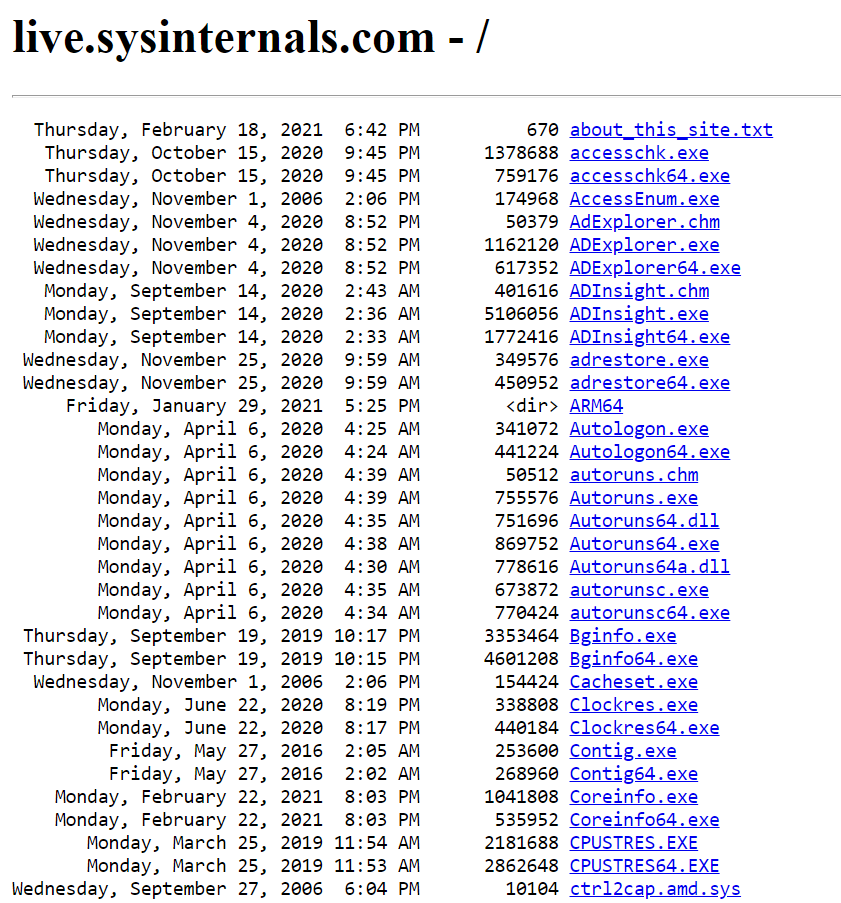 live.sysinternals.com - /
Thursday, February 18, 2021 6:42 PM 670 about_this_site.txt
Thursday, October 15, 2020 9:45 PM 1378688 accesschk.exe
Thursday, October 15, 2020 9:45 PM 759176 accesschk64.exe
Wednesday, November 1, 2006 2:06 PM 174968 AccessEnum.exe
Wednesday, November 4, 2020 8:52 PM 50379 AdExplorer.chm
Wednesday, November 4, 2020 8:52 PM 1162120 ADExplorer.exe
Wednesday, November 4, 2020 8:52 PM 617352 ADExplorer64.exe
Monday, September 14, 2020 2:43 AM 401616 ADInsight.chm
Monday, September 14, 2020 2:36 AM 5106056 ADInsight.exe
Monday, September 14, 2020 2:33 AM 1772416 ADInsight64.exe
Wednesday, November 25, 2020 9:59 AM 349576 adrestore.exe
Wednesday, November 25, 2020 9:59 AM 450952 adrestore64.exe
Friday, January 29, 2021 5:25 PM <dir> ARM64
Monday, April 6, 2020 4:25 AM 341072 Autologon.exe
Monday, April 6, 2020 4:24 AM 441224 Autologon64.exe
Monday, April 6, 2020 4:39 AM 50512 autoruns.chm
Monday, April 6, 2020 4:39 AM 755576 Autoruns.exe
Monday, April 6, 2020 4:35 AM 751696 Autoruns64.dll
Monday, April 6, 2020 4:38 AM 869752 Autoruns64.exe
Monday, April 6, 2020 4:30 AM 778616 Autoruns64a.dll
Monday, April 6, 2020 4:35 AM 673872 autorunsc.exe
Monday, April 6, 2020 4:34 AM 770424 autorunsc64.exe
Thursday, September 19, 2019 10:17 PM 3353464 Bginfo.exe
Thursday, September 19, 2019 10:15 PM 4601208 Bginfo64.exe
Wednesday, November 1, 2006 2:06 PM 154424 Cacheset.exe
Monday, June 22, 2020 8:19 PM 338808 Clockres.exe
Monday, June 22, 2020 8:17 PM 440184 Clockres64.exe
Friday, May 27, 2016 2:05 AM 253600 Contig.exe
Friday, May 27, 2016 2:02 AM 268960 Contig64.exe
Monday, February 22, 2021 8:03 PM 1041808 Coreinfo.exe
Monday, February 22, 2021 8:03 PM 535952 Coreinfo64.exe
Monday, March 25, 2019 11:54 AM 2181688 CPUSTRES.EXE
Monday, March 25, 2019 11:53 AM 2862648 CPUSTRES64.EXE
Wednesday, September 27, 2006 6:04 PM 10104 ctrl2cap.amd.sys